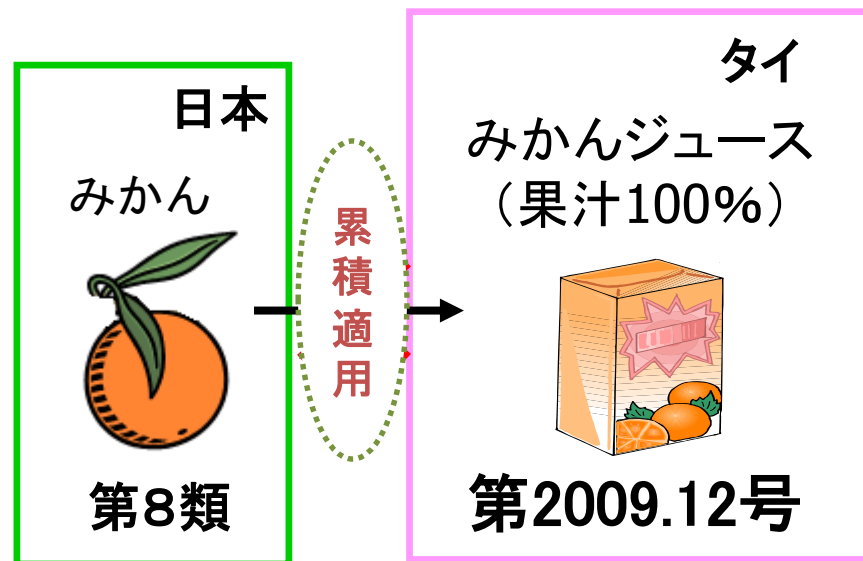 日本
みかん
第８類
累積適用
タイ
みかんジュース
（果汁100％）
第2009.12号